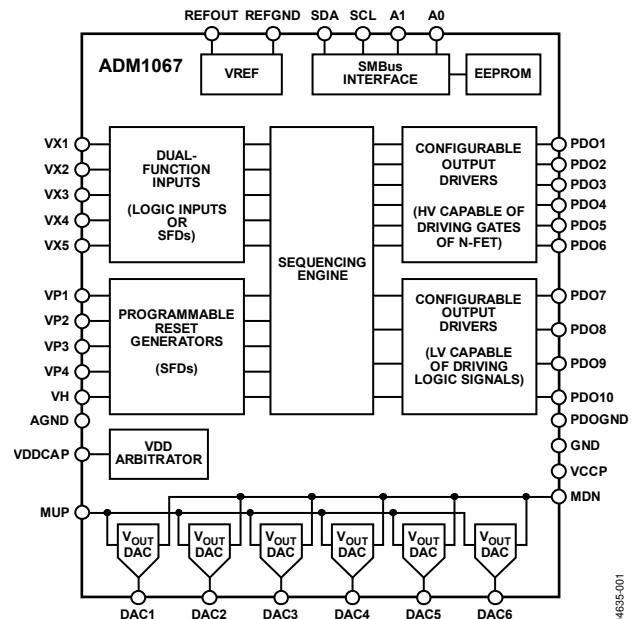 REFOUT REFGND SDA SCL A1 A0
ADM1067
VREF
SMBus
INTERFACE
EEPROM
VX1
VX2
VX3
VX4
VX5
DUAL-
FUNCTION
INPUTS
(LOGIC INPUTS
OR
SFDs)
VP1
VP2
VP3
VP4
VH
PROGRAMMABLE
RESET
GENERATORS
(SFDs)
SEQUENCING
ENGINE
CONFIGURABLE
OUTPUT
DRIVERS
(HV CAPABLE OF
DRIVING GATES
OF N-FET)
PDO1
PDO2
PDO3
PDO4
PDO5
PDO6
CONFIGURABLE
OUTPUT
DRIVERS
(LV CAPABLE
OF DRIVING
LOGIC SIGNALS)
PDO7
PDO8
PDO9
PDO10
AGND
VDDCAP
VDD
ARBITRATOR
PDOGND
GND
VCCP
MUP
MDN
VOUT
DAC
VOUT
DAC
VOUT
DAC
VOUT
DAC
VOUT
DAC
VOUT
DAC
DAC1 DAC2 DAC3 DAC4 DAC5 DAC6